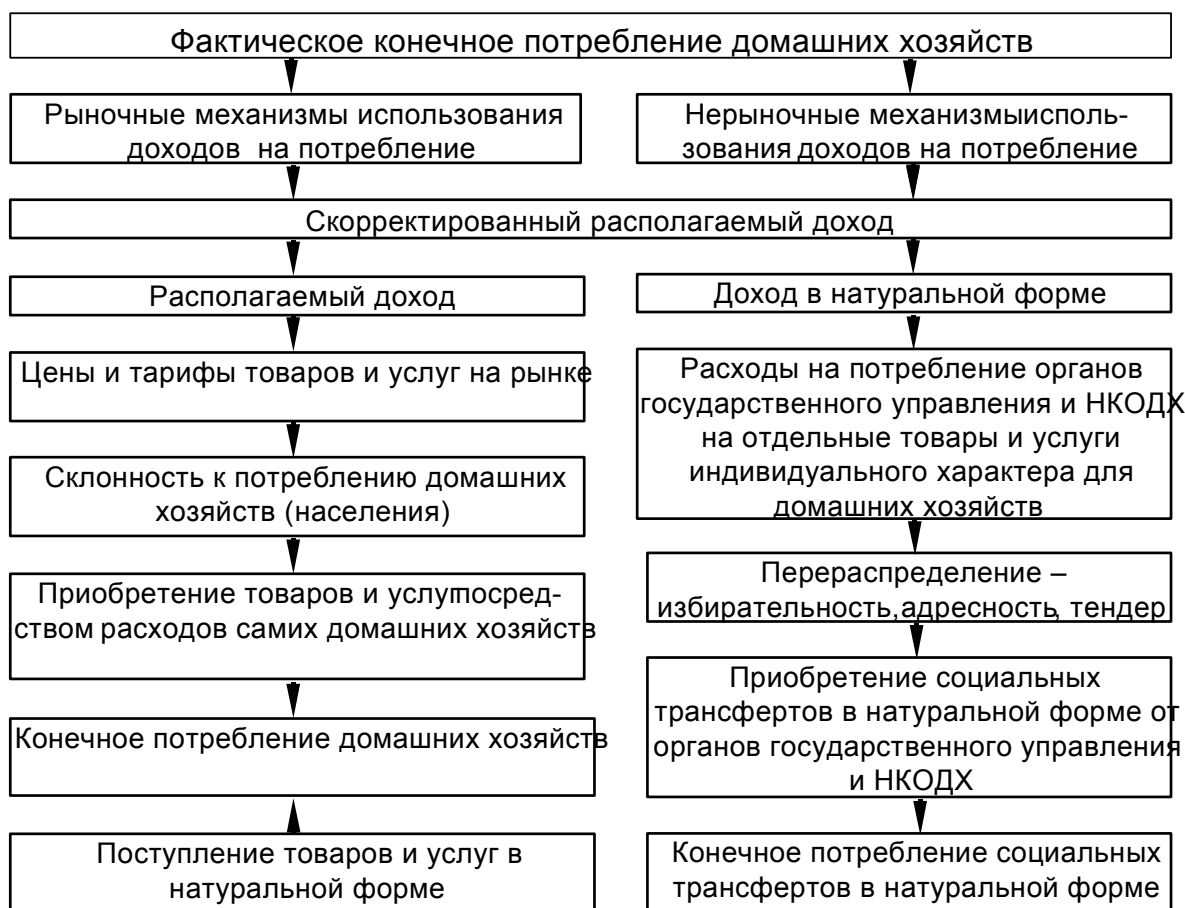 Фактическое конечное потребление домашних хозяйств
Рыночные механизмы использования
доходов на потребление
Нерыночные механизмыисполь-
зования доходов на потребление
Скорректированный располагаемый доход
Располагаемый доход
Доход в натуральной форме
Цены и тарифы товаров и услуг на рынке
Расходы на потребление органов
государственного управления и НКОДХ
на отдельные товары и услуги
индивидуального характера для
домашних хозяйств
Склонность к потреблению домашних
хозяйств (населения)
Перераспределение –
избирательность,адресность, тендер
Приобретение товаров и услугпосред-
ством расходов самих домашних хозяйств
Приобретение социальных
трансфертов в натуральной форме от
органов государственного управления
и НКОДХ
Конечное потребление домашних хозяйств
Поступление товаров и услуг в
натуральной форме
Конечное потребление социальных
трансфертов в натуральной форме